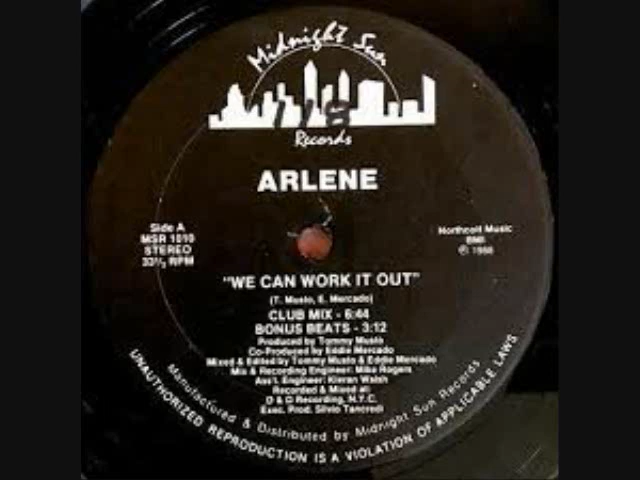 Midnight Sun
118
Records
ARLENE
Side A
MSR 1010
STEREO
33⅓ RPM
Northcott Music
BMI
℗ 1988
"WE CAN WORK IT OUT"
(T. Musto, E. Mercado)
CLUB MIX - 6:44
BONUS BEATS - 3:12
Produced by Tommy Musto
Co-Produced by Eddie Mercado
Mixed & Edited by Tommy Musto & Eddie Mercado
Mix & Recording Engineer: Mike Rogers
Ass't. Engineer: Kieran Walsh
Recorded & Mixed at:
D & D Recording, N.Y.C.
Exec. Prod. Silvio Tancredi
Manufactured & Distributed by Midnight Sun Records
UNAUTHORIZED REPRODUCTION IS A VIOLATION OF APPLICABLE LAWS